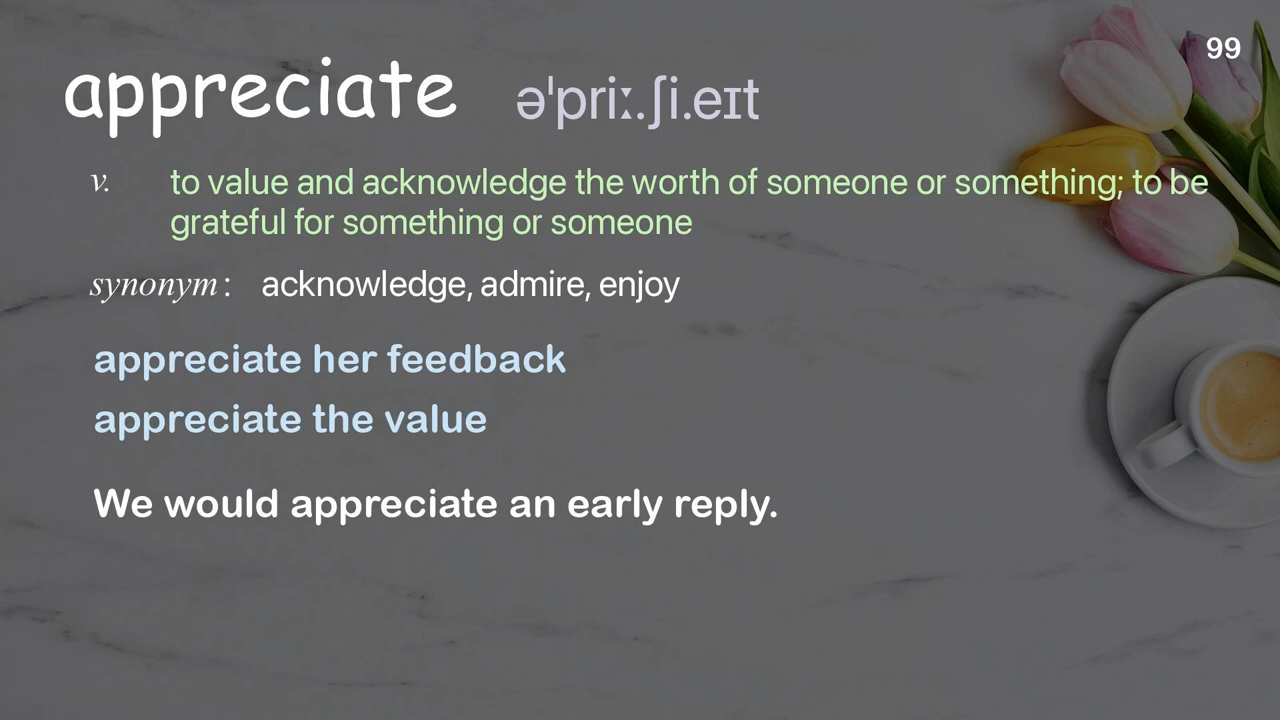 99
appreciate əˈpriː.ʃi.eɪt
v. to value and acknowledge the worth of someone or something; to be
grateful for something or someone
synonym : acknowledge, admire, enjoy
appreciate her feedback
appreciate the value
We would appreciate an early reply.